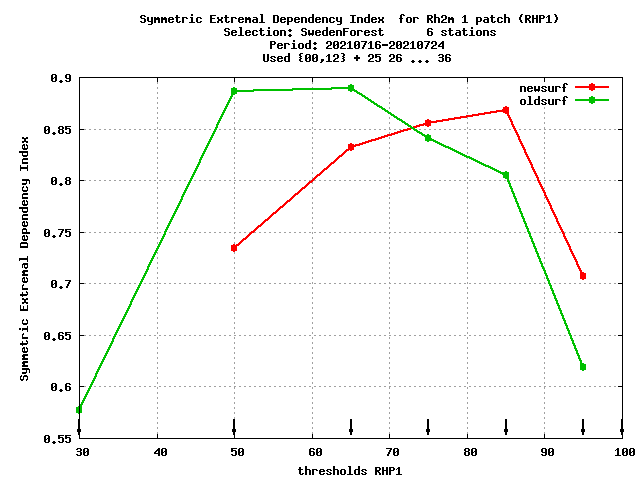 Symmetric Extremal Dependency Index  for Rh2m 1 patch (RHP1)
Selection: SwedenForest      6 stations
Period: 20210716-20210724
Used {00,12} + 25 26 ... 36
newsurf
oldsurf
0.9
0.85
0.8
0.75
0.7
0.65
0.6
0.55
Symmetric Extremal Dependency Index
30 40 50 60 70 80 90 100
thresholds RHP1